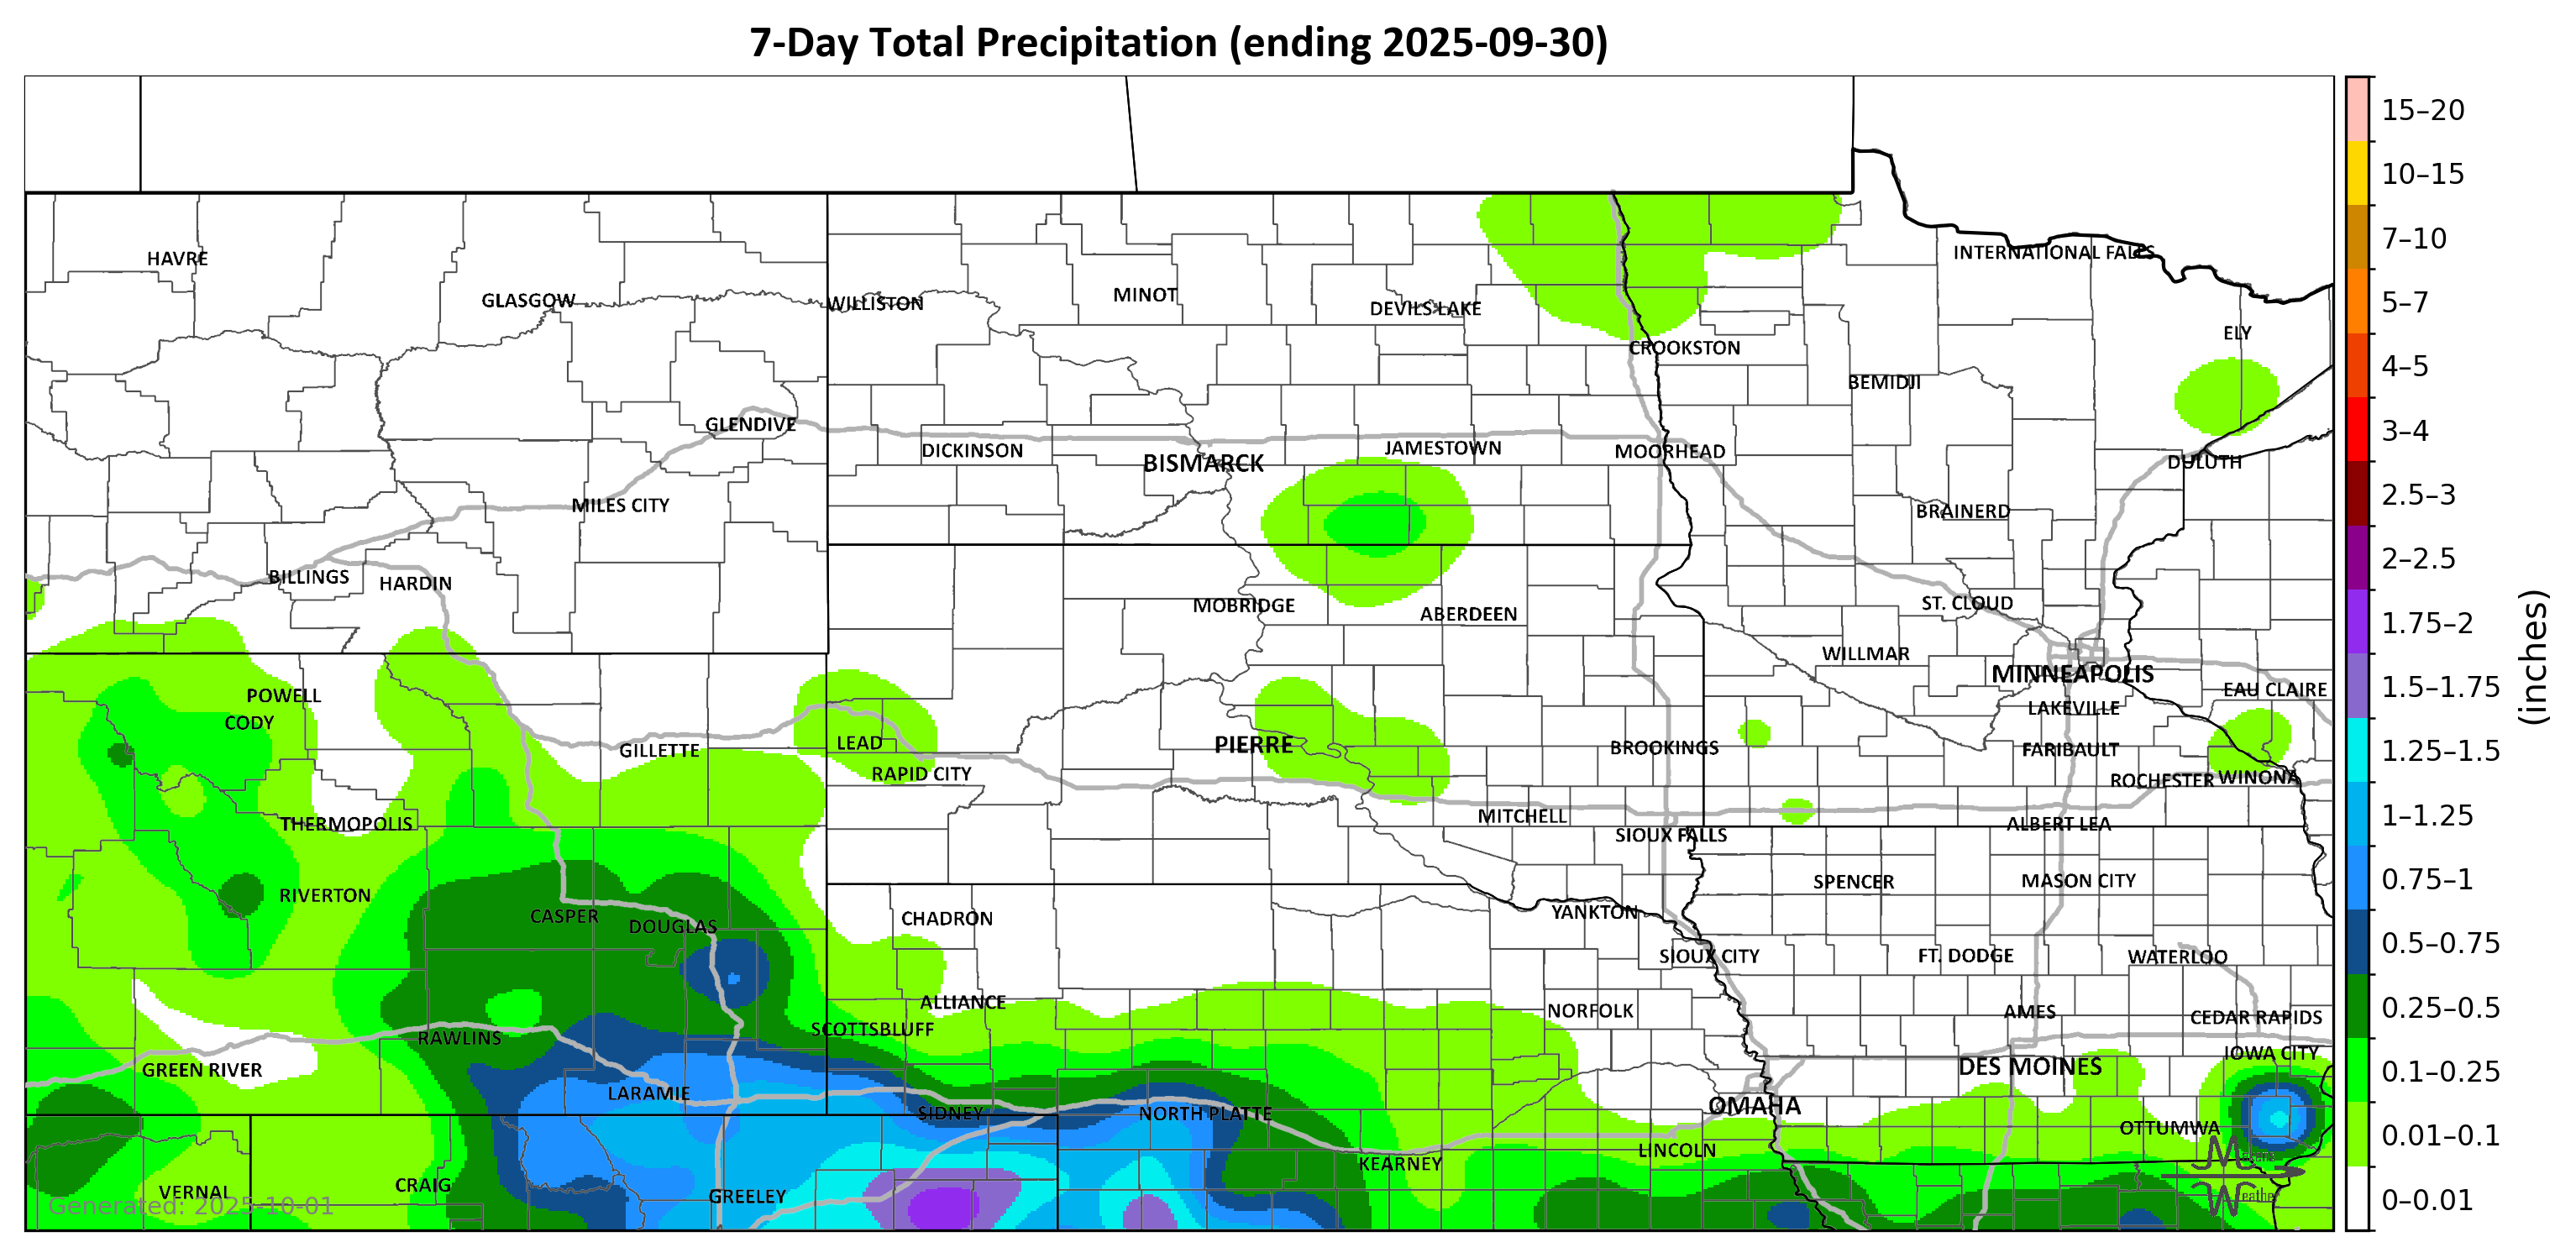 7-Day Total Precipitation (ending 2025-09-30)
HAVRE
GLASGOW
WILLISTON
MINOT
DEVILS LAKE
INTERNATIONAL FALLS
ELY
CROOKSTON
BEMIDJI
GLENDIVE
DICKINSON
BISMARCK
JAMESTOWN
MOORHEAD
DULUTH
MILES CITY
BRAINERD
BILLINGS
HARDIN
MOBRIDGE
ABERDEEN
ST. CLOUD
WILLMAR
MINNEAPOLIS
EAU CLAIRE
POWELL
CODY
LAKEVILLE
GILLETTE
LEAD
PIERRE
BROOKINGS
FARIBAULT
RAPID CITY
ROCHESTER
WINONA
THERMOPOLIS
MITCHELL
ALBERT LEA
SIOUX FALLS
RIVERTON
SPENCER
MASON CITY
CASPER
DOUGLAS
CHADRON
YANKTON
SIOUX CITY
FT. DODGE
WATERLOO
ALLIANCE
NORFOLK
AMES
CEDAR RAPIDS
RAWLINS
SCOTTSBLUFF
IOWA CITY
GREEN RIVER
DES MOINES
LARAMIE
SIDNEY
NORTH PLATTE
OMAHA
OTTUMWA
LINCOLN
KEARNEY
VERNAL
CRAIG
GREELEY
Generated: 2025-10-01
Weather
15–20
10–15
7–10
5–7
4–5
3–4
2.5–3
2–2.5
1.75–2
1.5–1.75
1.25–1.5
1–1.25
0.75–1
0.5–0.75
0.25–0.5
0.1–0.25
0.01–0.1
0–0.01
(inches)